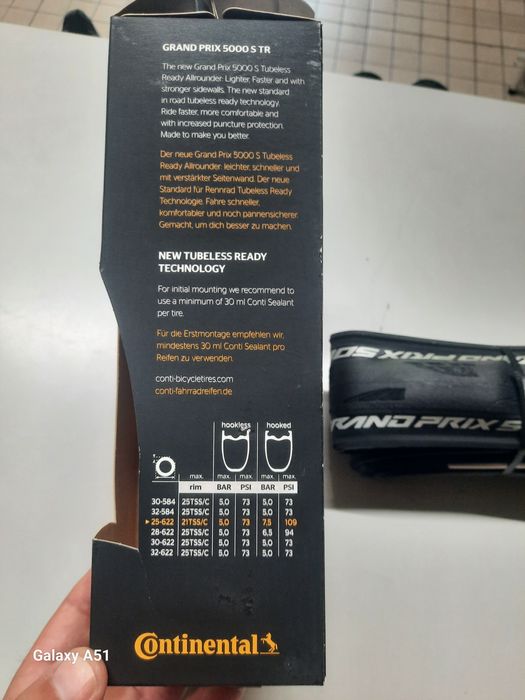 GRAND PRIX 5000 S TR
The new Grand Prix 5000 S Tubeless
Ready Allrounder: Lighter, Faster and with
stronger sidewalls. The new standard
in road tubeless ready technology.
Ride faster, more comfortable and
with increased puncture protection.
Made to make you better.
Der neue Grand Prix 5000 S Tubeless
Ready Allrounder: leichter, schneller und
mit verstärkter Seitenwand. Der neue
Standard für Rennrad Tubeless Ready
Technologie. Fahre schneller,
komfortabler und noch pannensicherer.
Gemacht, um dich besser zu machen.
NEW TUBELESS READY
TECHNOLOGY
For initial mounting we recommend to
use a minimum of 30 ml Conti Sealant
per tire.
Für die Erstmontage empfehlen wir,
mindestens 30 ml Conti Sealant pro
Reifen zu verwenden.
conti-bicycletires.com
conti-fahrradreifen.de
hookless hooked
max. max. max. max. max.
rim BAR PSI BAR PSI
30-584 25TSS/C 5,0 73 5,0 73
32-584 25TSS/C 5,0 73 5,0 73
25-622 21TSS/C 5,0 73 7,5 109
28-622 25TSS/C 5,0 73 6,5 94
30-622 25TSS/C 5,0 73 5,0 73
32-622 25TSS/C 5,0 73 5,0 73
Continental
RAND PRIX 5
Galaxy A51